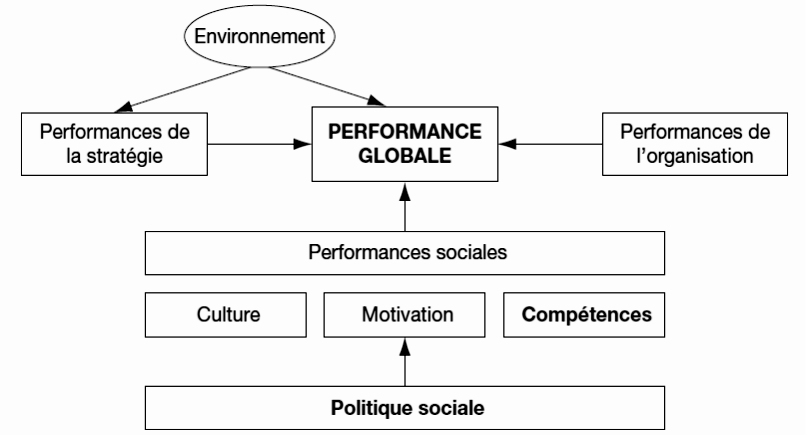 Environnement
Performances de
la stratégie
PERFORMANCE
GLOBALE
Performances de
l’organisation
Performances sociales
Culture
Motivation
Compétences
Politique sociale